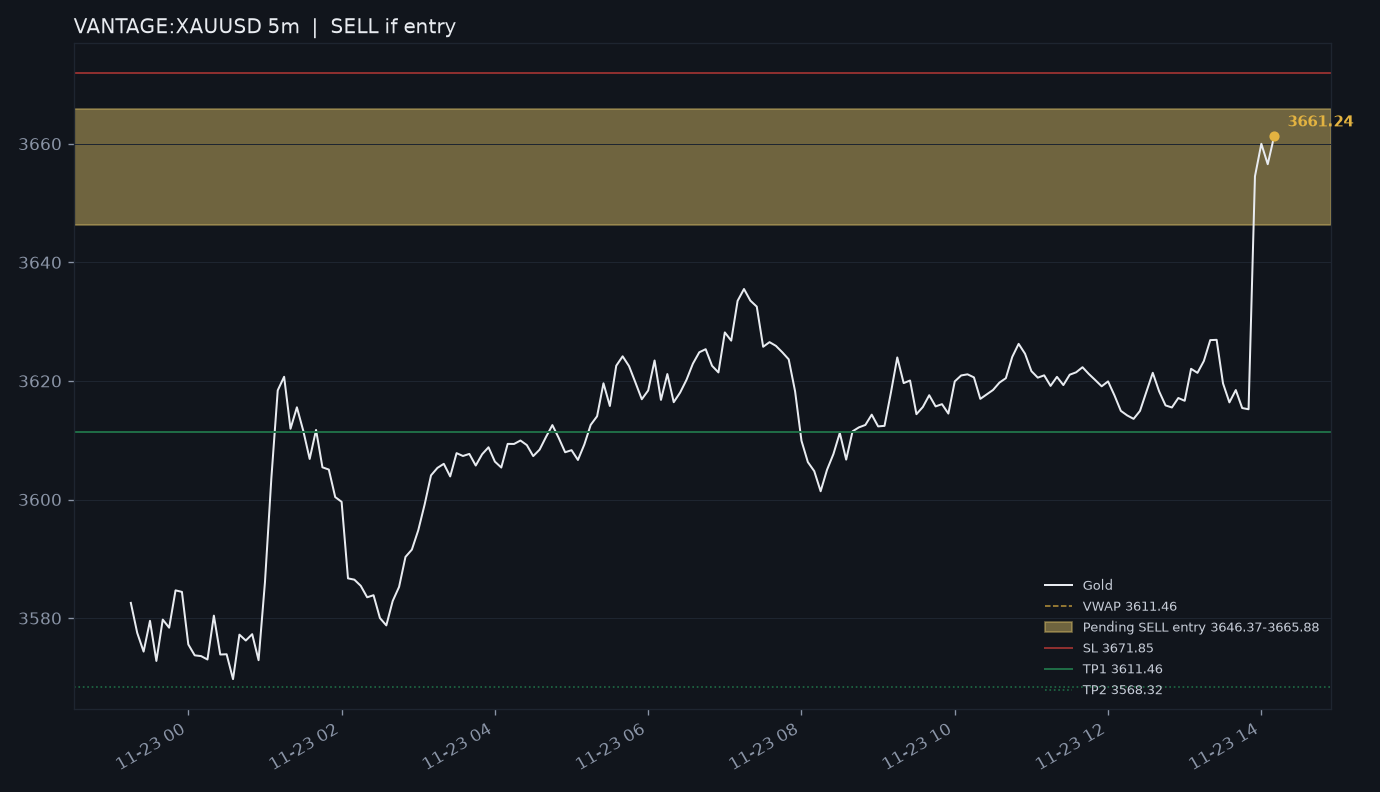 VANTAGE:XAUUSD 5m | SELL if entry
3661.24
3660
3640
3620
3600
3580
Gold
VWAP 3611.46
Pending SELL entry 3646.37-3665.88
SL 3671.85
TP1 3611.46
TP2 3568.32
11-23 00
11-23 02
11-23 04
11-23 06
11-23 08
11-23 10
11-23 12
11-23 14